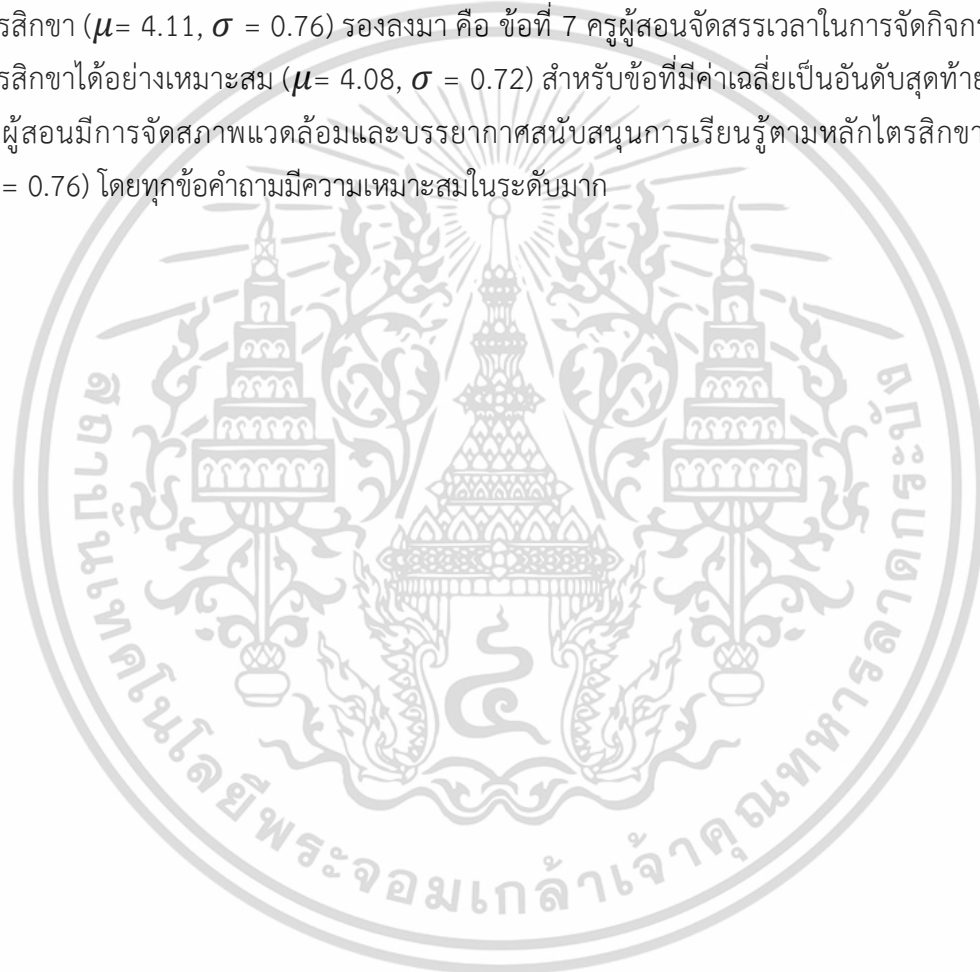 รสิกขา (μ= 4.11, σ = 0.76) รองลงมา คือ ข้อที่ 7 ครูผู้สอนจัดสรรเวลาในการจัดกิจก
รสิกขาได้อย่างเหมาะสม (μ= 4.08, σ = 0.72) สำหรับข้อที่มีค่าเฉลี่ยเป็นอันดับสุดท้าย
ผู้สอนมีการจัดสภาพแวดล้อมและบรรยากาศสนับสนุนการเรียนรู้ตามหลักไตรสิกขา
= 0.76) โดยทุกข้อคำถามมีความเหมาะสมในระดับมาก
สถาบันเทคโนโลยีพระจอมเกล้าเจ้าคุณทหารลาดกระบัง
๔